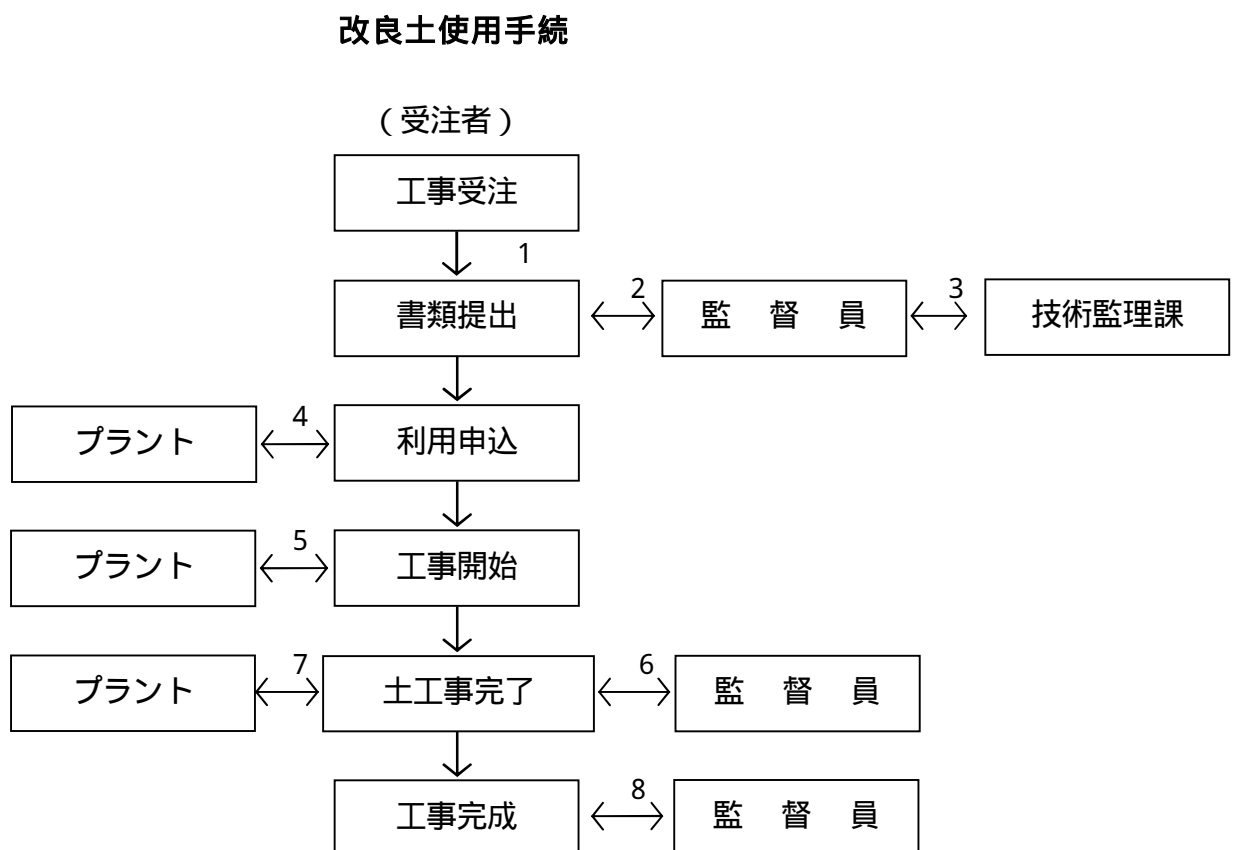 改良土使用手続
（受注者）
工事受注
1
書類提出
2
監　督　員
3
技術監理課
プラント
4
利用申込
プラント
5
工事開始
プラント
7
土工事完了
6
監　督　員
工事完成
8
監　督　員